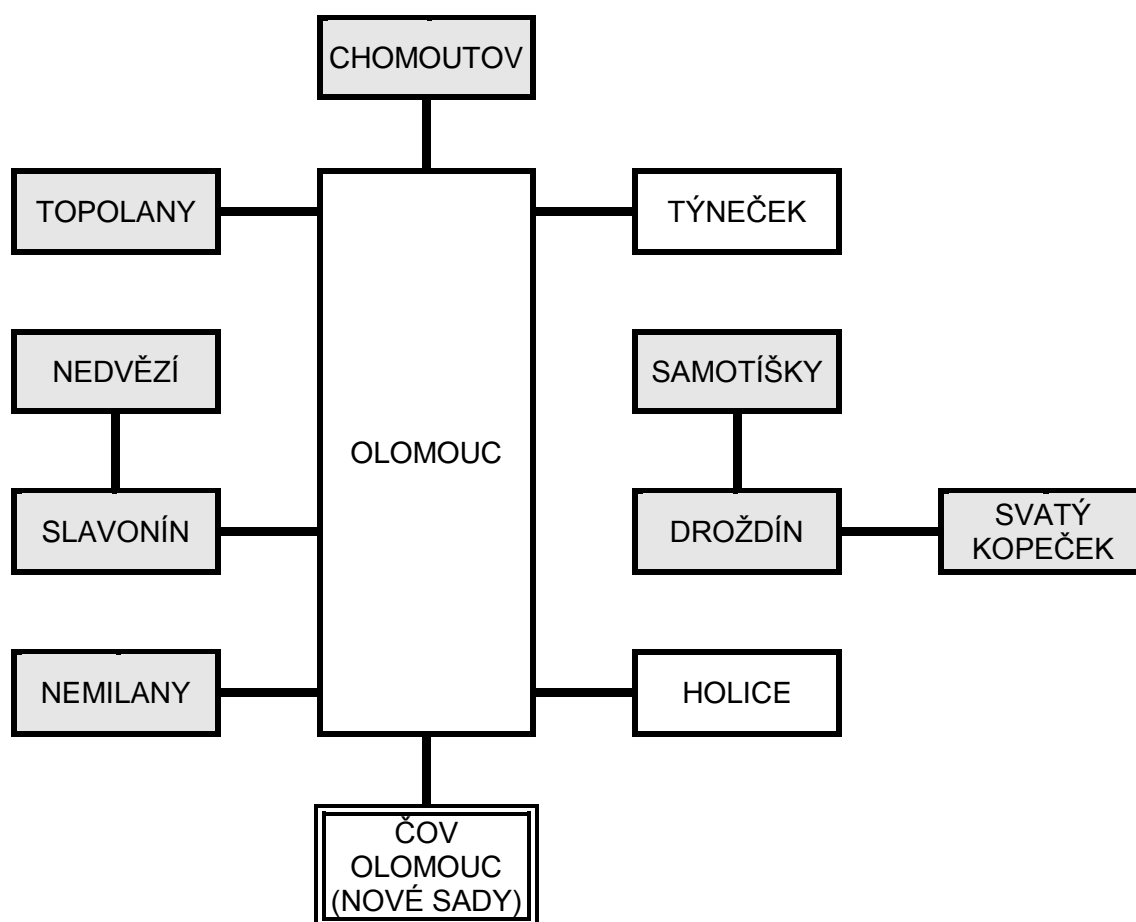 CHOMOUTOV
TOPOLANY
TÝNEČEK
NEDVĚZÍ
SAMOTÍŠKY
OLOMOUC
SLAVONÍN
DROŽDÍN
SVATÝ
KOPEČEK
NEMILANY
HOLICE
ČOV
OLOMOUC
(NOVÉ SADY)